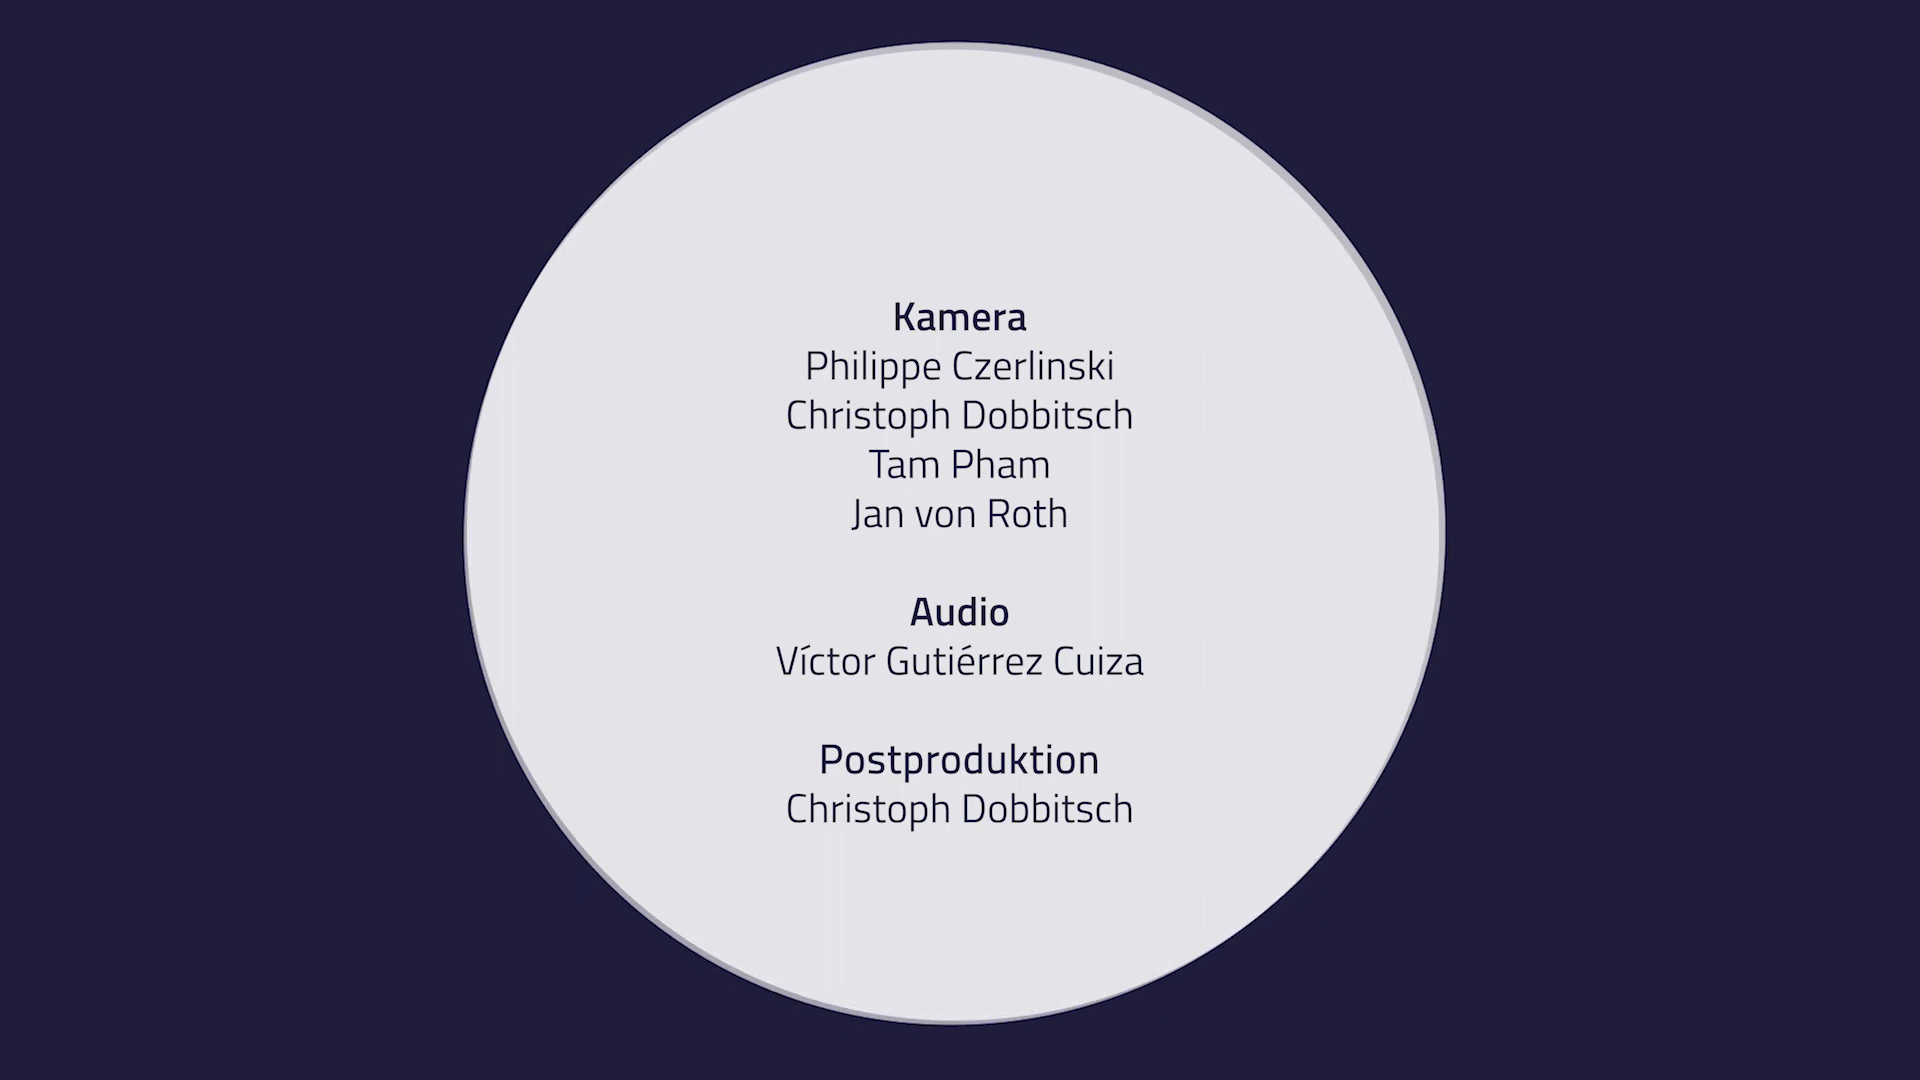 Kamera
Philippe Czerlinski
Christoph Dobbitsch
Tam Pham
Jan von Roth
Audio
Víctor Gutiérrez Cuiza
Postproduktion
Christoph Dobbitsch